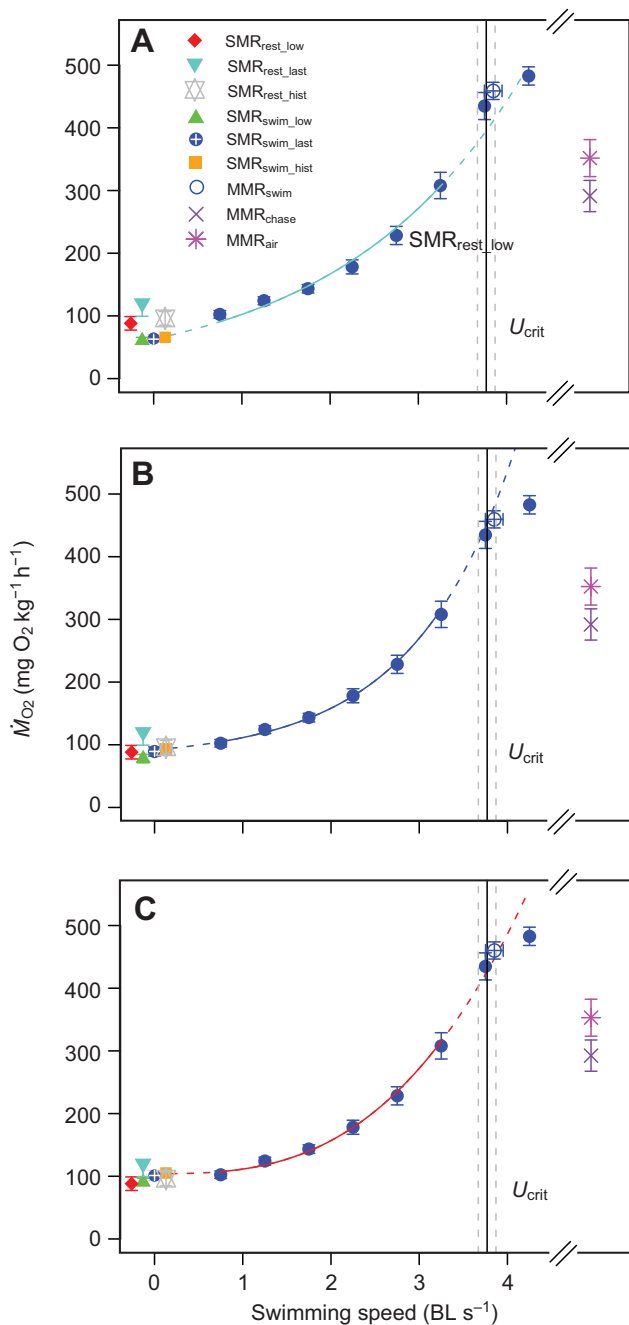 A
SMRrest_low
SMRrest_last
SMRrest_hist
SMRswim_low
SMRswim_last
SMRswim_hist
MMRswim
MMRchase
MMRair
500
400
300
200
100
0
SMRrest_low
Ucrit
B
500
400
300
200
100
0
ṀO2 (mg O2 kg−1 h−1)
Ucrit
C
500
400
300
200
100
0
Ucrit
0 1 2 3 4
Swimming speed (BL s−1)